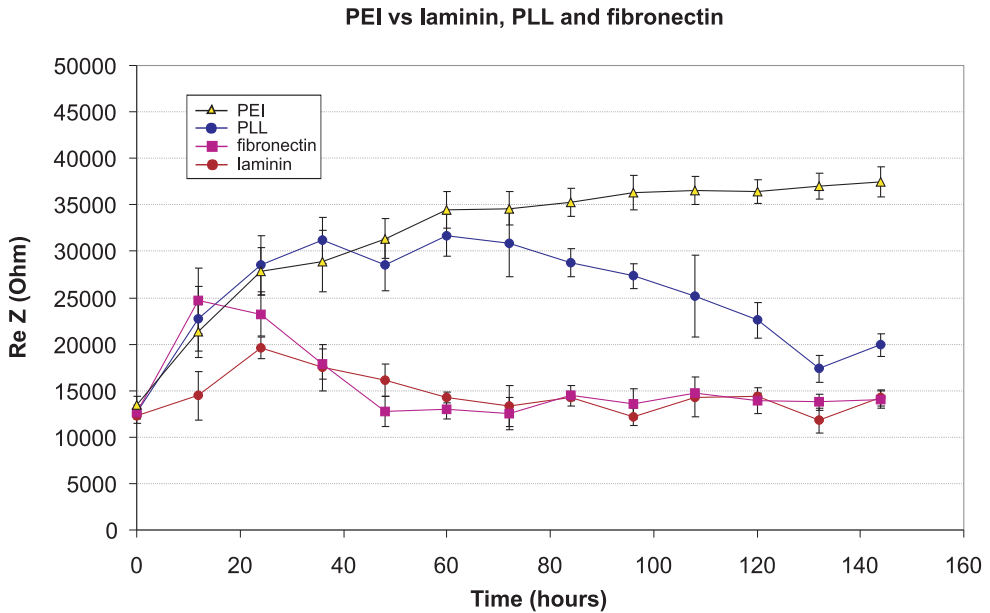 PEI vs laminin, PLL and fibronectin
Re Z (Ohm)
50000
45000
40000
35000
30000
25000
20000
15000
10000
5000
0
PEI
PLL
fibronectin
laminin
0 20 40 60 80 100 120 140 160
Time (hours)